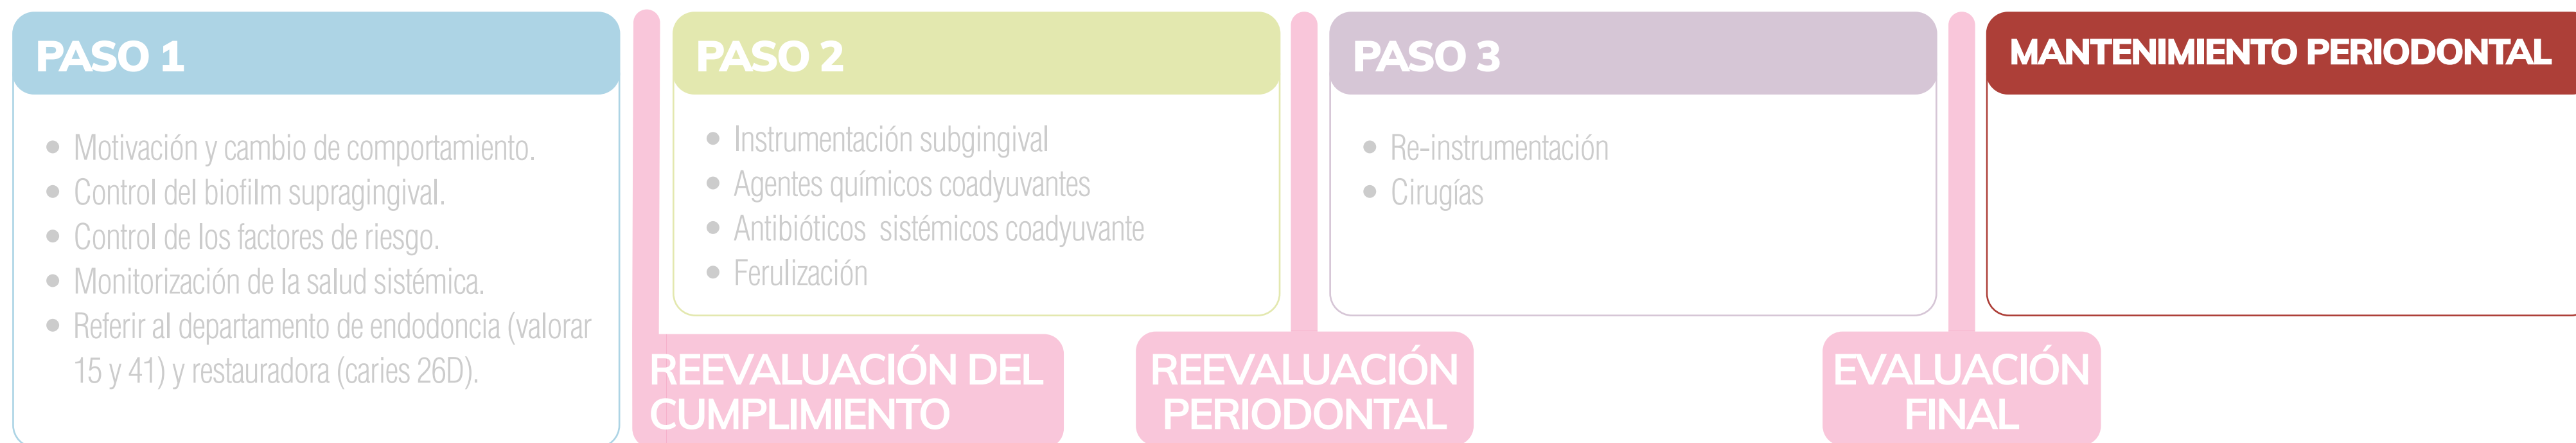 PASO 1
• Motivación y cambio de comportamiento.
• Control del biofilm supragingival.
• Control de los factores de riesgo.
• Monitorización de la salud sistémica.
• Referir al departamento de endodoncia (valorar
15 y 41) y restauradora (caries 26D).
REEVALUACIÓN DEL
CUMPLIMIENTO
PASO 2
• Instrumentación subgingival
• Agentes químicos coadyuvantes
• Antibióticos sistémicos coadyuvante
• Ferulización
REEVALUACIÓN
PERIODONTAL
PASO 3
• Re-instrumentación
• Cirugías
EVALUACIÓN
FINAL
MANTENIMIENTO PERIODONTAL